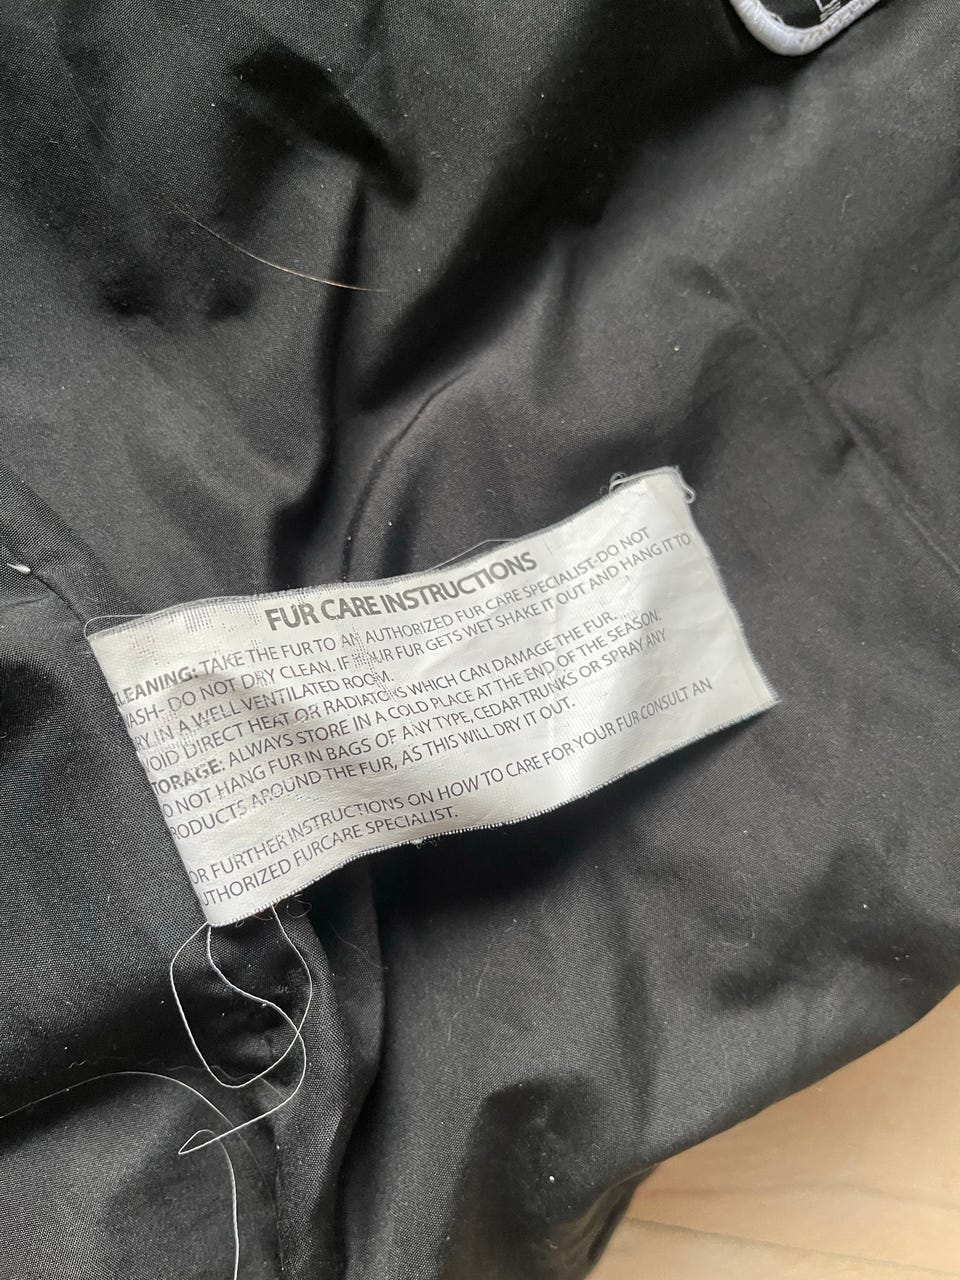 FUR CARE INSTRUCTIONS
LEANING: TAKE THE FUR TO AN AUTHORIZED FUR CARE SPECIALIST-DO NOT
ASH- DO NOT DRY CLEAN. IF UR FUR GETS WET SHAKE IT OUT AND HANG IT TO
RY IN A WELL VENTILATED ROOM.
OID DIRECT HEAT OR RADIATORS WHICH CAN DAMAGE THE FUR.
TORAGE: ALWAYS STORE IN A COLD PLACE AT THE END OF THE SEASON.
O NOT HANG FUR IN BAGS OF ANY TYPE, CEDAR TRUNKS OR SPRAY ANY
RODUCTS AROUND THE FUR, AS THIS WILL DRY IT OUT.
OR FURTHER INSTRUCTIONS ON HOW TO CARE FOR YOUR FUR CONSULT AN
UTHORIZED FURCARE SPECIALIST.